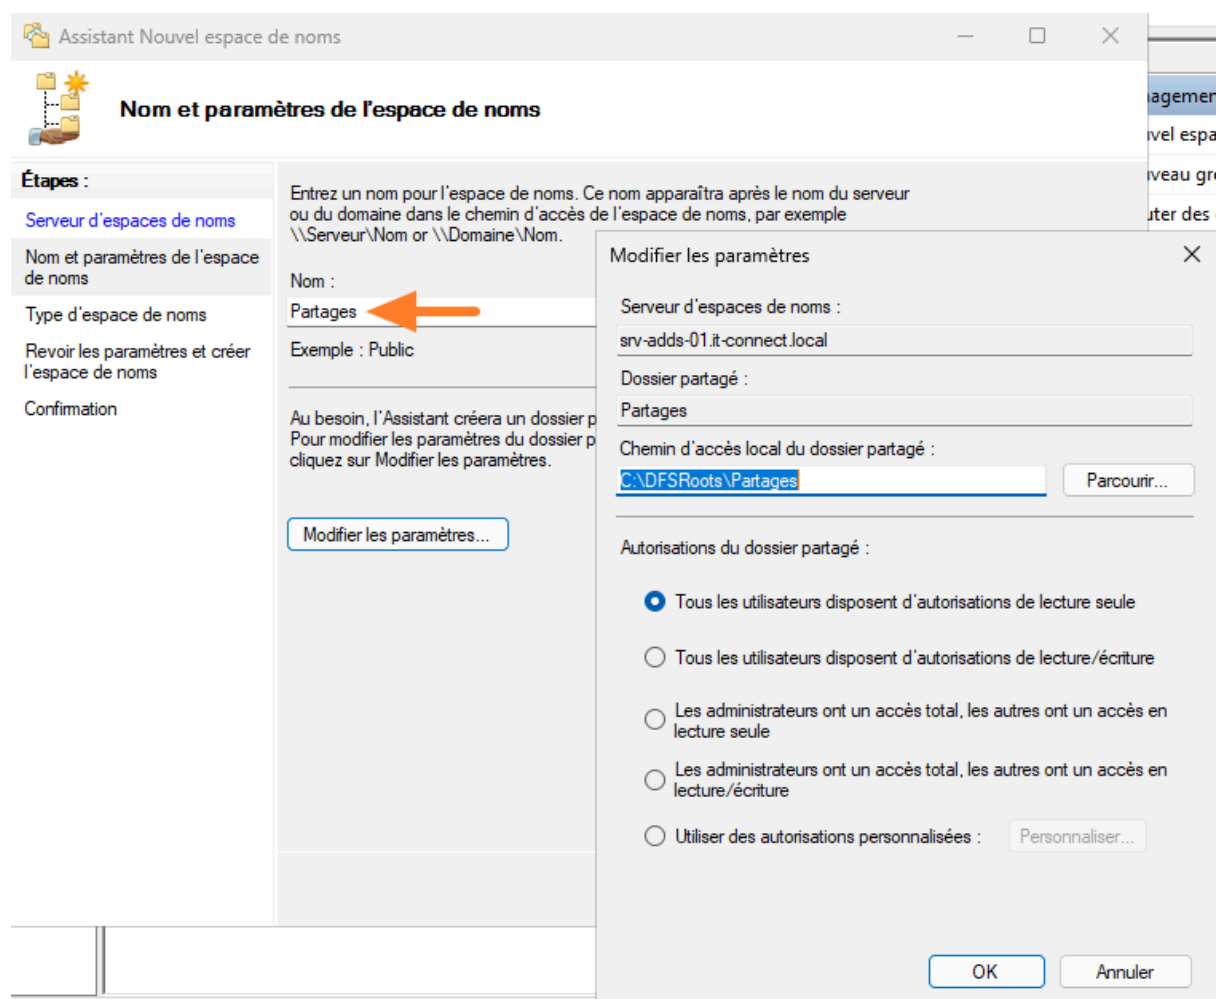 Assistant Nouvel espace de noms
Nom et paramètres de l'espace de noms
Étapes :
Serveur d'espaces de noms
Nom et paramètres de l'espace
de noms
Type d'espace de noms
Revoir les paramètres et créer
l'espace de noms
Confirmation
Entrez un nom pour l'espace de noms. Ce nom apparaîtra après le nom du serveur
ou du domaine dans le chemin d'accès de l'espace de noms, par exemple
\\Serveur\Nom or \\Domaine\Nom.
Nom :
Partages
Exemple : Public
Au besoin, l'Assistant créera un dossier p
Pour modifier les paramètres du dossier p
cliquez sur Modifier les paramètres.
Modifier les paramètres...
Modifier les paramètres
Serveur d'espaces de noms :
srv-adds-01.it-connect.local
Dossier partagé :
Partages
Chemin d'accès local du dossier partagé :
C:\DFSRoots\Partages
Parcourir...
Autorisations du dossier partagé :
Tous les utilisateurs disposent d'autorisations de lecture seule
Tous les utilisateurs disposent d'autorisations de lecture/écriture
Les administrateurs ont un accès total, les autres ont un accès en
lecture seule
Les administrateurs ont un accès total, les autres ont un accès en
lecture/écriture
Utiliser des autorisations personnalisées :
Personnaliser...
OK
Annuler
nagemen
vel espa
veau gr
uter des